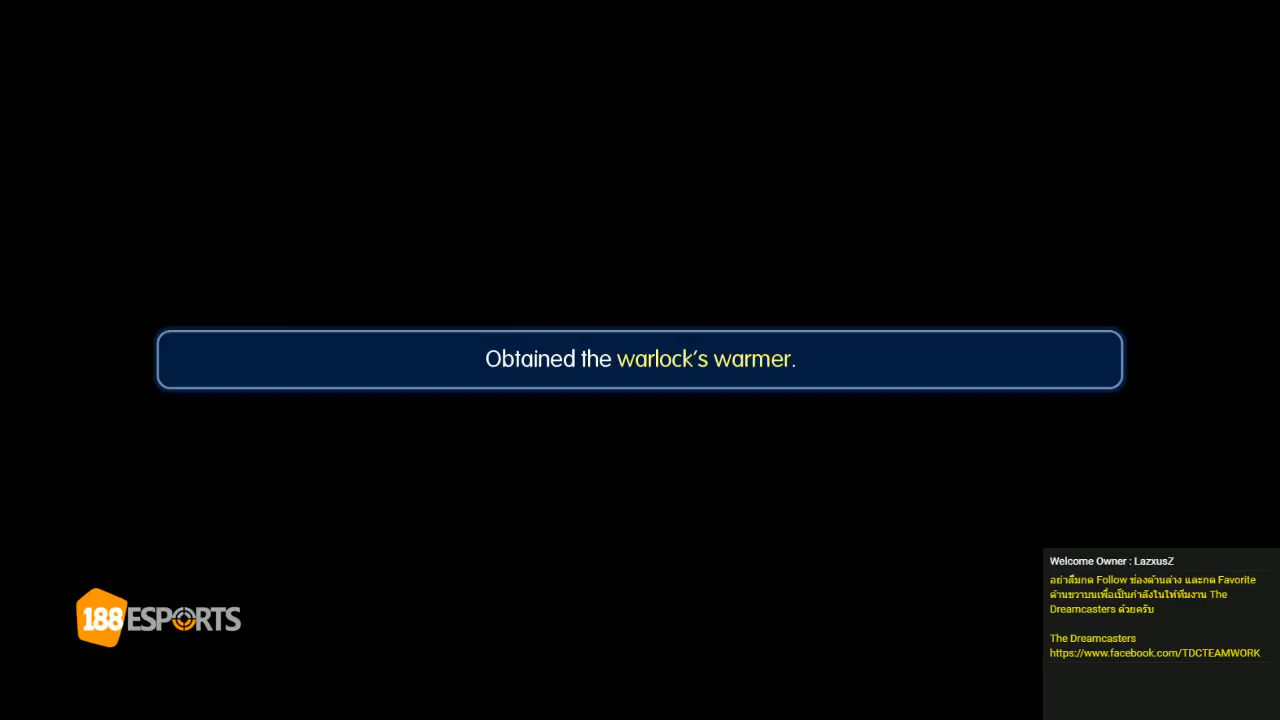 Obtained the warlock's warmer.
188ESPORTS
Welcome Owner : LazxusZ
อย่าลืมกด Follow ช่องด้านล่าง และกด Favorite
ด้านขวาบนเพื่อเป็นกำลังใจให้ทีมงาน The
Dreamcasters ด้วยครับ
The Dreamcasters
https://www.facebook.com/TDCTEAMWORK